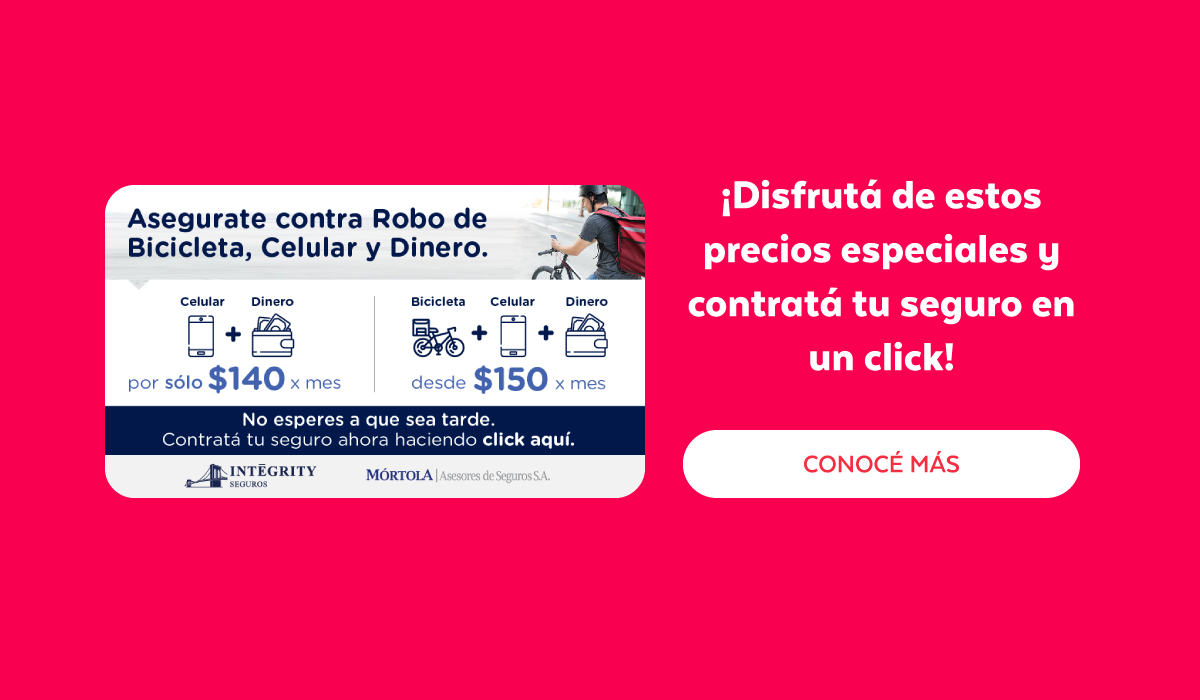 Asegurate contra Robo de
Bicicleta, Celular y Dinero.
Celular Dinero
+
por sólo $140 x mes
Bicicleta Celular Dinero
+ +
desde $150 x mes
No esperes a que sea tarde.
Contratá tu seguro ahora haciendo click aquí.
INTĒGRITY
SEGUROS
MÓRTOLA | Asesores de Seguros S.A.
¡Disfrutá de estos
precios especiales y
contratá tu seguro en
un click!
CONOCÉ MÁS